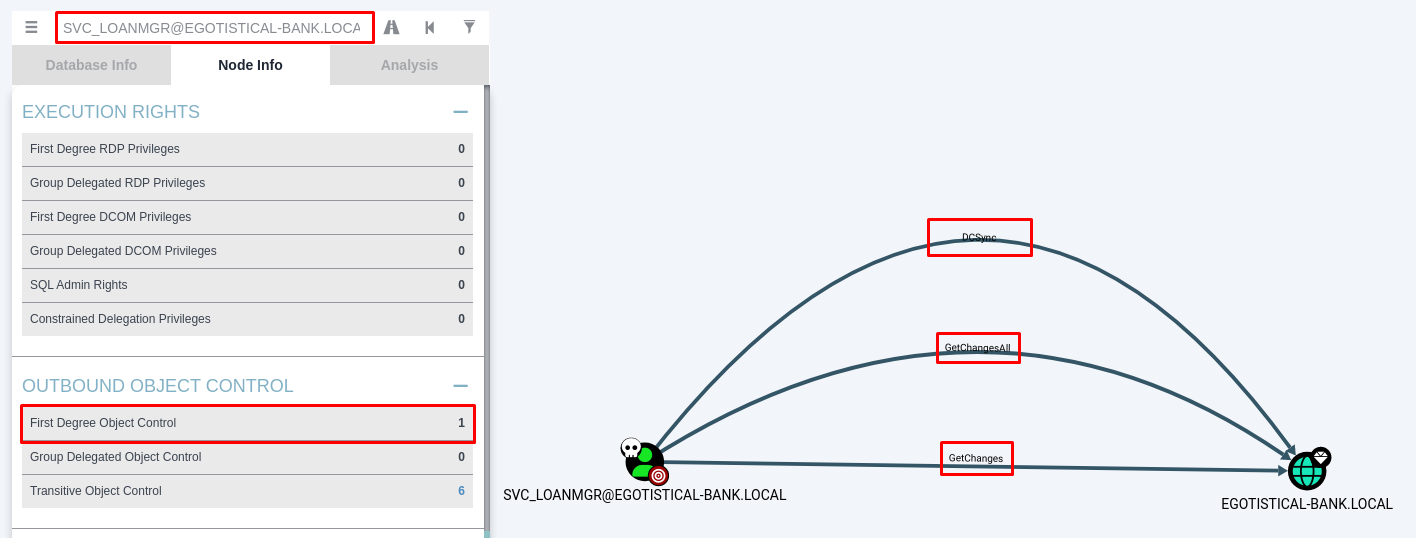 SVC_LOANMGR@EGOTISTICAL-BANK.LOCA
Database Info
Node Info
Analysis
EXECUTION RIGHTS
First Degree RDP Privileges 0
Group Delegated RDP Privileges 0
First Degree DCOM Privileges 0
Group Delegated DCOM Privileges 0
SQL Admin Rights 0
Constrained Delegation Privileges 0
OUTBOUND OBJECT CONTROL
First Degree Object Control 1
Group Delegated Object Control 0
Transitive Object Control 6
DCSync
GetChangesAll
GetChanges
SVC_LOANMGR@EGOTISTICAL-BANK.LOCAL
EGOTISTICAL-BANK.LOCAL